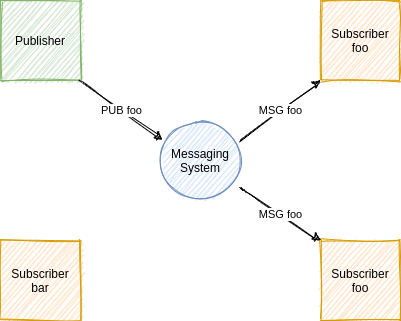 Publisher
Subscriber
foo
PUB foo
MSG foo
Messaging
System
MSG foo
Subscriber
bar
Subscriber
foo